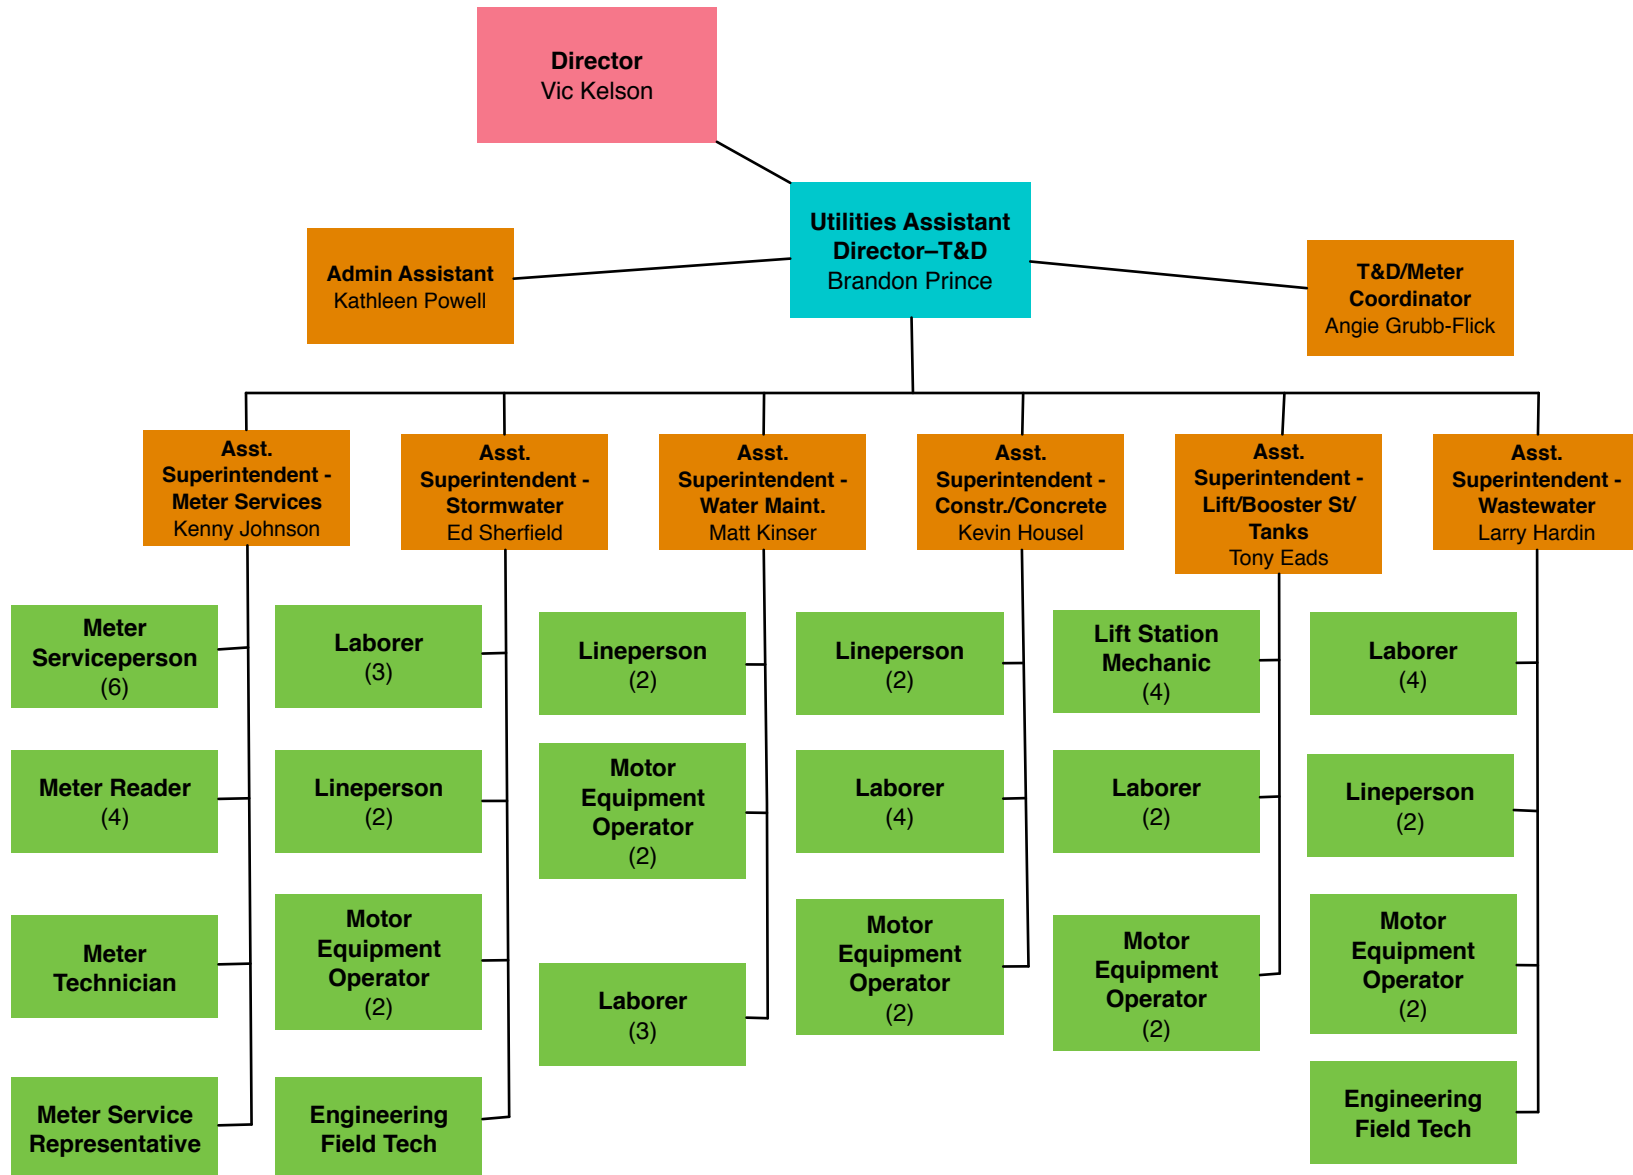 Director
Vic Kelson
Utilities Assistant
Director–T&D
Brandon Prince
Admin Assistant
Kathleen Powell
T&D/Meter
Coordinator
Angie Grubb-Flick
Asst.
Superintendent -
Meter Services
Kenny Johnson
Asst.
Superintendent -
Stormwater
Ed Sherfield
Asst.
Superintendent -
Water Maint.
Matt Kinser
Asst.
Superintendent -
Constr./Concrete
Kevin Housel
Asst.
Superintendent -
Lift/Booster St/
Tanks
Tony Eads
Asst.
Superintendent -
Wastewater
Larry Hardin
Meter
Serviceperson
(6)
Meter Reader
(4)
Meter
Technician
Meter Service
Representative
Laborer
(3)
Lineperson
(2)
Motor
Equipment
Operator
(2)
Engineering
Field Tech
Lineperson
(2)
Motor
Equipment
Operator
(2)
Laborer
(3)
Lineperson
(2)
Laborer
(4)
Motor
Equipment
Operator
(2)
Lift Station
Mechanic
(4)
Laborer
(2)
Motor
Equipment
Operator
(2)
Laborer
(4)
Lineperson
(2)
Motor
Equipment
Operator
(2)
Engineering
Field Tech